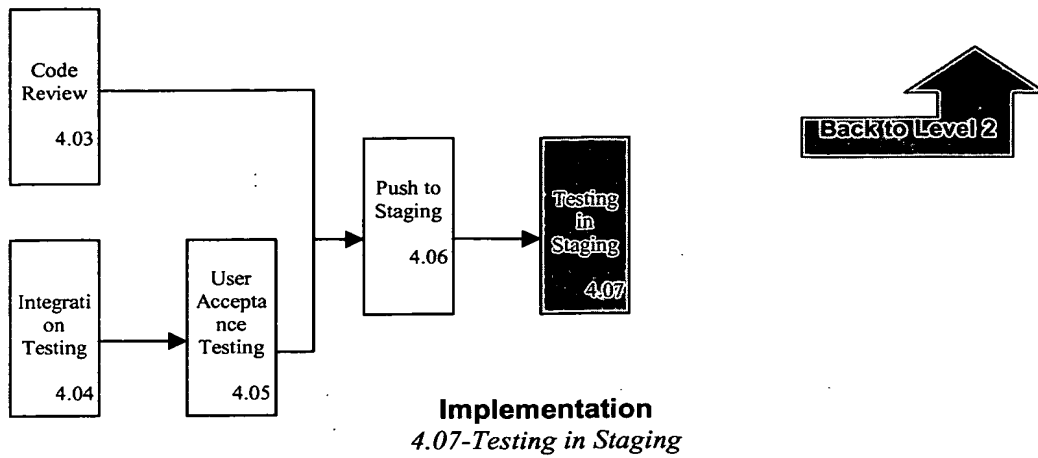 Code
Review
4.03
Back to Level 2
Push to
Staging
4.06
Testing
in
Staging
4.07
Integrati
on
Testing
4.04
User
Accepta
nce
Testing
4.05
Implementation
4.07-Testing in Staging